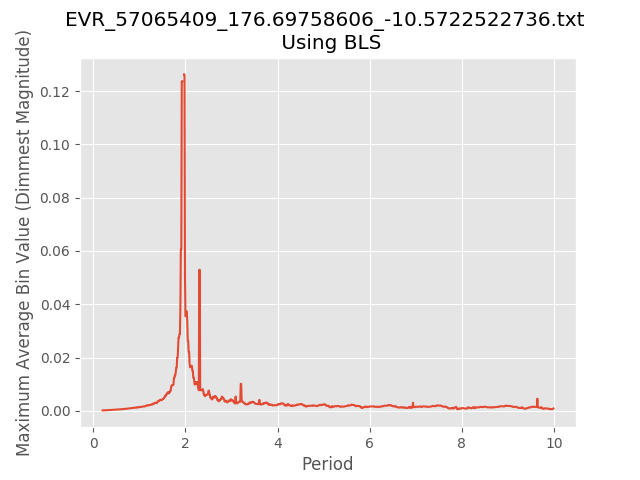 EVR_57065409_176.69758606_-10.5722522736.txt
Using BLS
Maximum Average Bin Value (Dimmest Magnitude)
0.12
0.10
0.08
0.06
0.04
0.02
0.00
0 2 4 6 8 10
Period